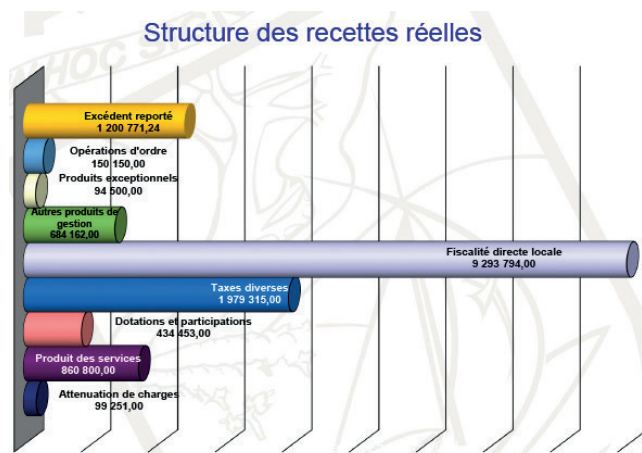 Structure des recettes réelles
Excédent reporté
1 200 771,24
Opérations d'ordre
150 150,00
Produits exceptionnels
94 500,00
Autres produits de
gestion
684 162,00
Fiscalité directe locale
9 293 794,00
Taxes diverses
1 979 315,00
Dotations et participations
434 453,00
Produit des services
860 800,00
Attenuation de charges
99 251,00